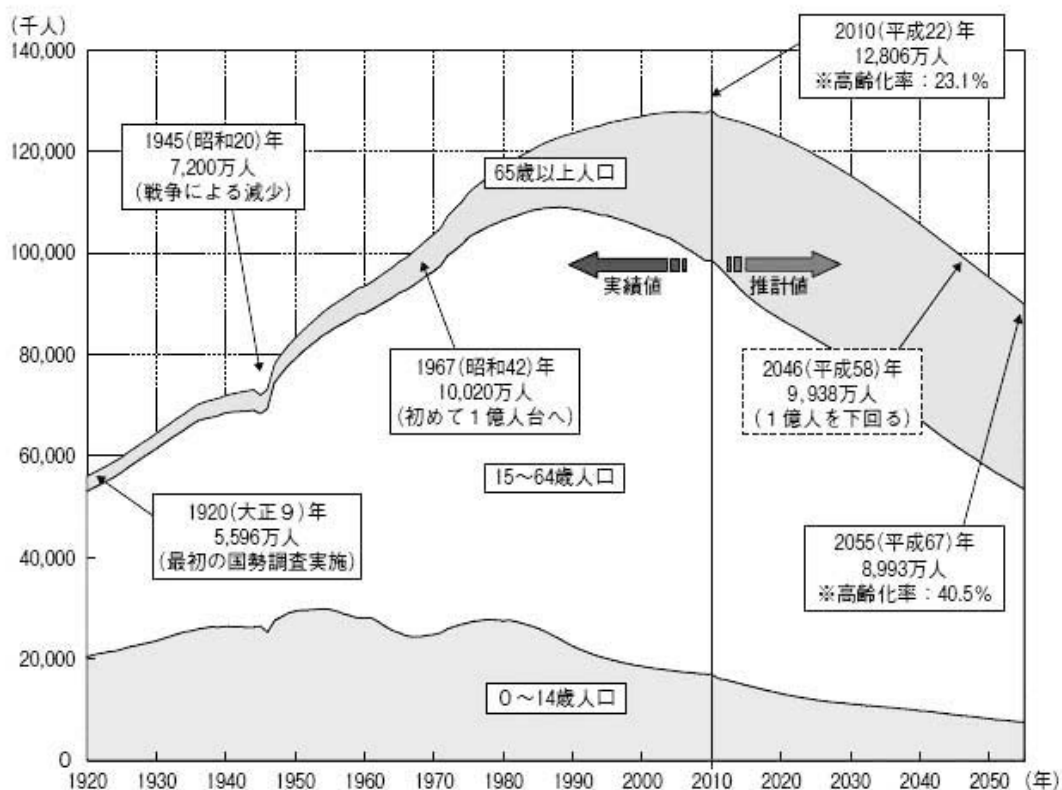 (千人)
140,000
120,000
100,000
80,000
60,000
40,000
20,000
0
2010(平成22)年
12,806万人
※高齢化率：23.1%
1945(昭和20)年
7,200万人
(戦争による減少)
65歳以上人口
実績値
推計値
1967(昭和42)年
10,020万人
(初めて1億人台へ)
2046(平成58)年
9,938万人
(1億人を下回る)
15～64歳人口
1920(大正9)年
5,596万人
(最初の国勢調査実施)
2055(平成67)年
8,993万人
※高齢化率：40.5%
0～14歳人口
1920 1930 1940 1950 1960 1970 1980 1990 2000 2010 2020 2030 2040 2050 (年)